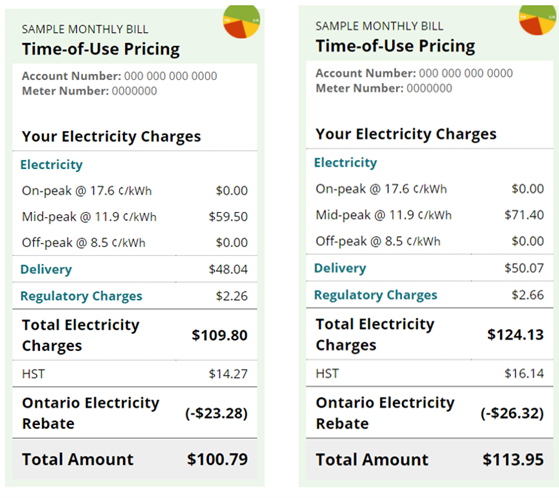 SAMPLE MONTHLY BILL
Time-of-Use Pricing
Account Number: 000 000 000 0000
Meter Number: 0000000
Your Electricity Charges
Electricity
On-peak @ 17.6 ¢/kWh $0.00
Mid-peak @ 11.9 ¢/kWh $59.50
Off-peak @ 8.5 ¢/kWh $0.00
Delivery $48.04
Regulatory Charges $2.26
Total Electricity
Charges $109.80
HST $14.27
Ontario Electricity
Rebate (-$23.28)
Total Amount $100.79
SAMPLE MONTHLY BILL
Time-of-Use Pricing
Account Number: 000 000 000 0000
Meter Number: 0000000
Your Electricity Charges
Electricity
On-peak @ 17.6 ¢/kWh $0.00
Mid-peak @ 11.9 ¢/kWh $71.40
Off-peak @ 8.5 ¢/kWh $0.00
Delivery $50.07
Regulatory Charges $2.66
Total Electricity
Charges $124.13
HST $16.14
Ontario Electricity
Rebate (-$26.32)
Total Amount $113.95